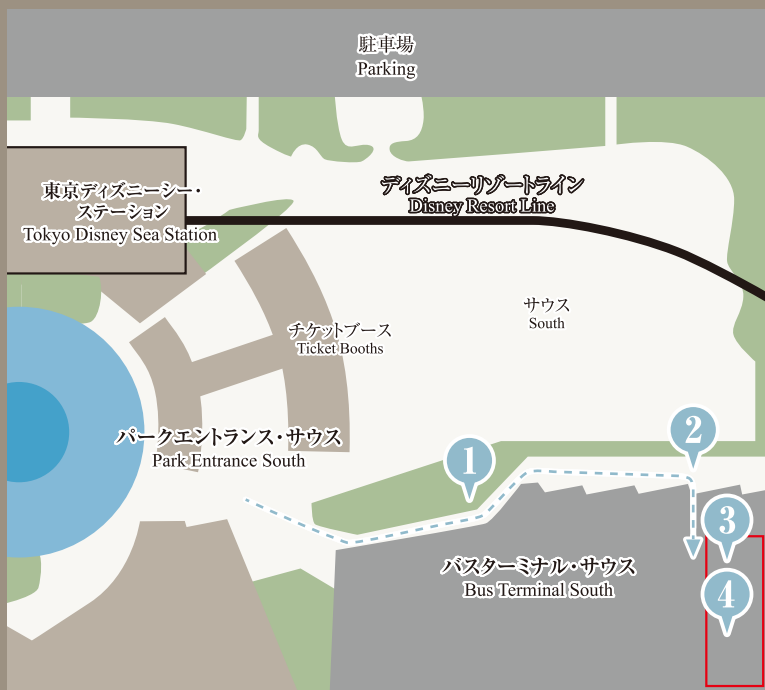 駐車場
Parking
東京ディズニーシー・
ステーション
Tokyo Disney Sea Station
ディズニーリゾートライン
Disney Resort Line
サウス
South
チケットブース
Ticket Booths
パークエントランス・サウス
Park Entrance South
1
2
3
4
バスターミナル・サウス
Bus Terminal South